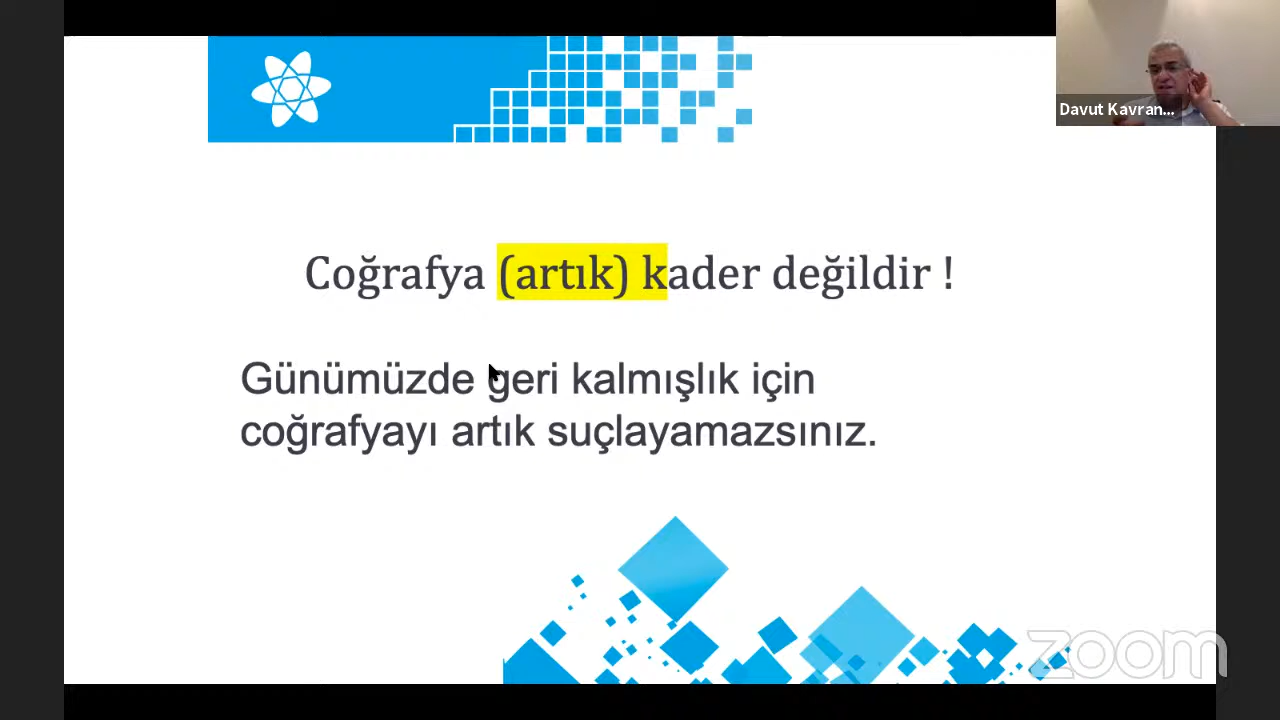 Davut Kavran...
Coğrafya (artık) kader değildir !
Günümüzde geri kalmışlık için
coğrafyayı artık suçlayamazsınız.
zoom